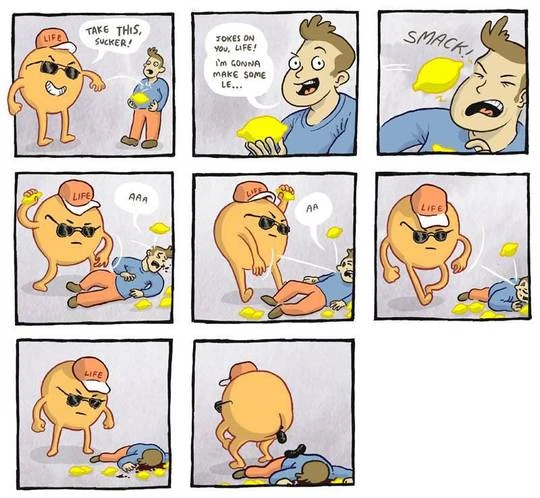 LIFE
TAKE THIS,
SUCKER!
JOKES ON
YOU, LIFE!
I'M GONNA
MAKE SOME
LE...
SMACK!
LIFE
AAA
LIFE
AA
LIFE
LIFE